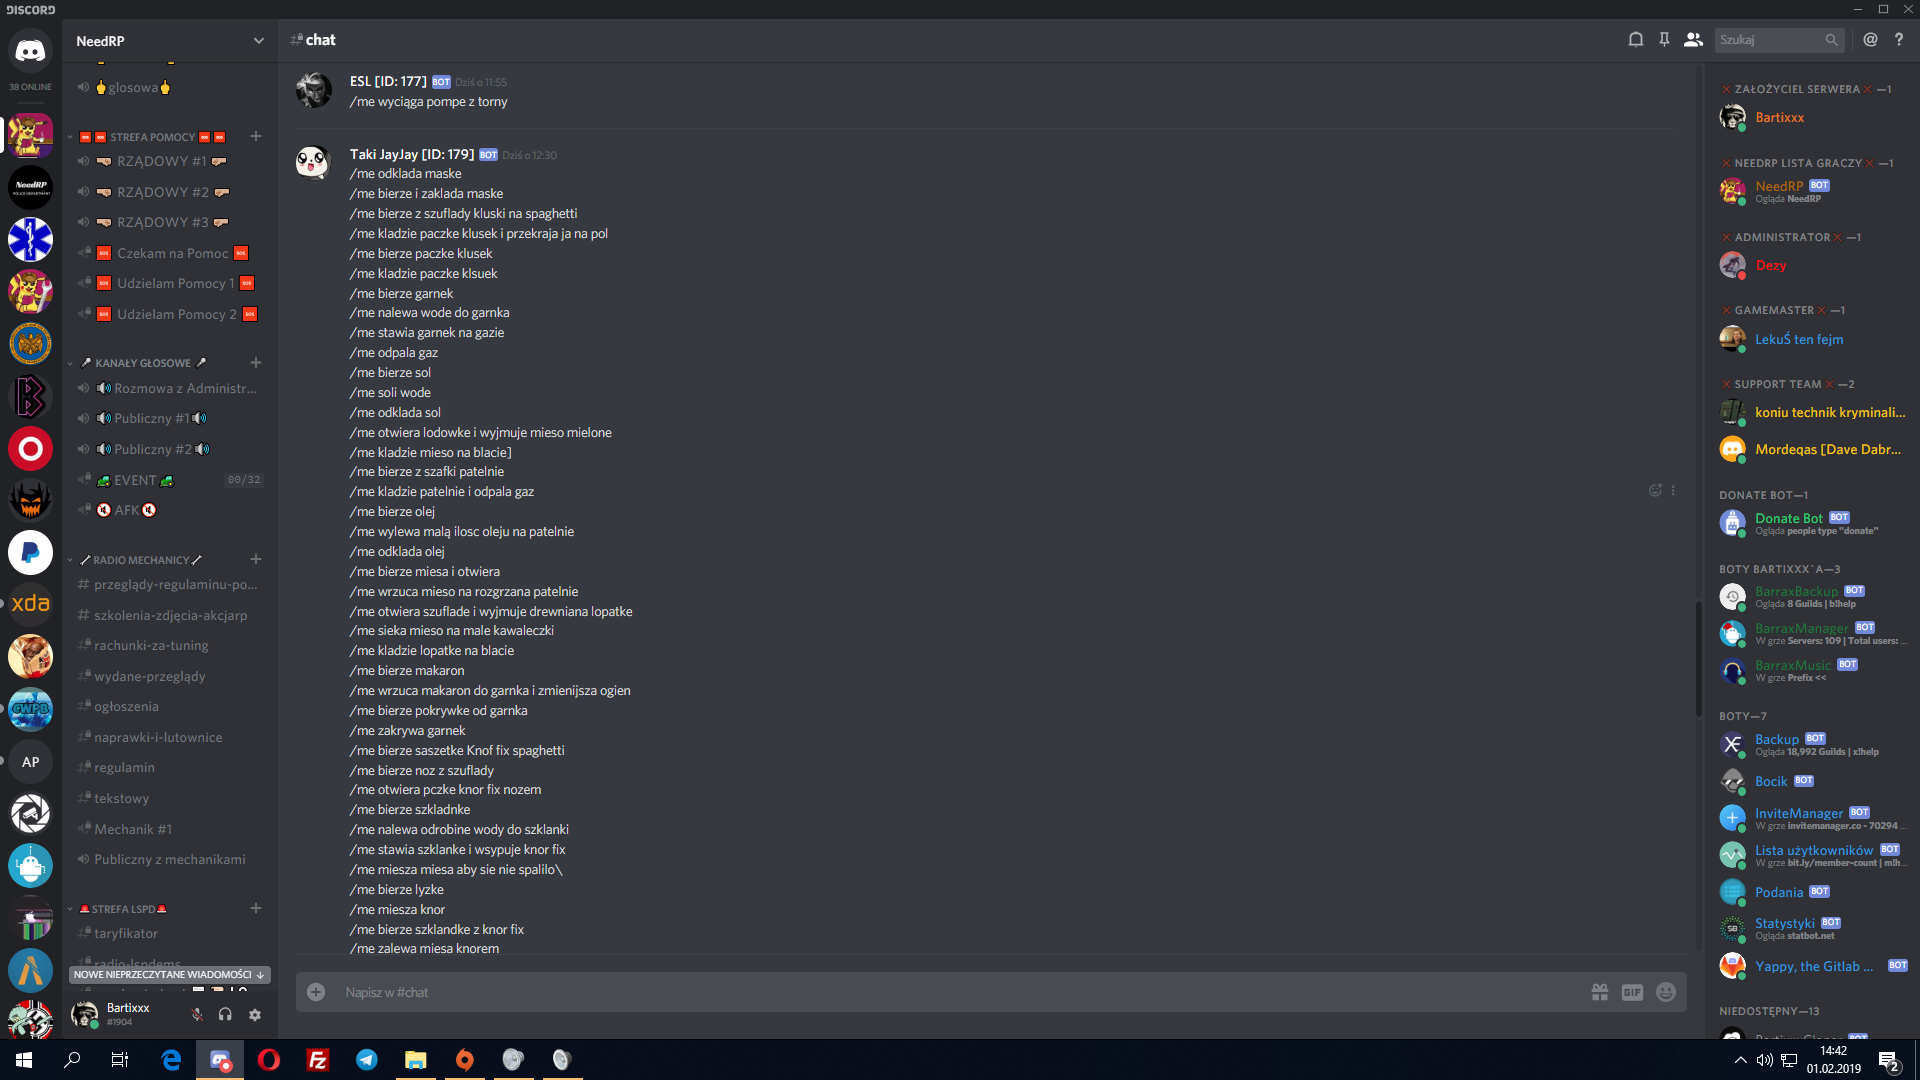 DISCORD
38 ONLINE
NeedRP
xda
AP
NeedRP
glosowa
STREFA POMOCY
RZĄDOWY #1
RZĄDOWY #2
RZĄDOWY #3
Czekam na Pomoc
Udzielam Pomocy 1
Udzielam Pomocy 2
KANAŁY GŁOSOWE
Rozmowa z Administr...
Publiczny #1
Publiczny #2
EVENT 00/32
AFK
RADIO MECHANICY
przeglądy-regulaminu-po...
szkolenia-zdjęcia-akcjarp
rachunki-za-tuning
wydane-przeglądy
ogłoszenia
naprawki-i-lutownice
regulamin
tekstowy
Mechanik #1
Publiczny z mechanikami
STREFA LSPD
taryfikator
radio-lspdems
NOWE NIEPRZECZYTANE WIADOMOŚCI ↓
Bartixxx
#1904
chat
Szukaj
ESL [ID: 177] BOT Dziś o 11:55
/me wyciąga pompe z torny
Taki JayJay [ID: 179] BOT Dziś o 12:30
/me odklada maske
/me bierze i zaklada maske
/me bierze z szuflady kluski na spaghetti
/me kladzie paczke klusek i przekraja ja na pol
/me bierze paczke klusek
/me kladzie paczke klsuek
/me bierze garnek
/me nalewa wode do garnka
/me stawia garnek na gazie
/me odpala gaz
/me bierze sol
/me soli wode
/me odklada sol
/me otwiera lodowke i wyjmuje mieso mielone
/me kladzie mieso na blacie]
/me bierze z szafki patelnie
/me kladzie patelnie i odpala gaz
/me bierze olej
/me wylewa malą ilosc oleju na patelnie
/me odklada olej
/me bierze miesa i otwiera
/me wrzuca mieso na rozgrzana patelnie
/me otwiera szuflade i wyjmuje drewniana lopatke
/me sieka mieso na male kawaleczki
/me kladzie lopatke na blacie
/me bierze makaron
/me wrzuca makaron do garnka i zmienijsza ogien
/me bierze pokrywke od garnka
/me zakrywa garnek
/me bierze saszetke Knof fix spaghetti
/me bierze noz z szuflady
/me otwiera pczke knor fix nozem
/me bierze szkladnke
/me nalewa odrobine wody do szklanki
/me stawia szklanke i wsypuje knor fix
/me miesza miesa aby sie nie spalilo\
/me bierze lyzke
/me miesza knor
/me bierze szklandke z knor fix
/me zalewa miesa knorem
Napisz w #chat
GIF
ZAŁOŻYCIEL SERWERA —1
Bartixxx
NEEDRP LISTA GRACZY —1
NeedRP BOT
Ogląda NeedRP
ADMINISTRATOR —1
Dezy
GAMEMASTER —1
LekuŚ ten fejm
SUPPORT TEAM —2
koniu technik kryminali...
Mordeqas [Dave Dabr...
DONATE BOT—1
Donate Bot BOT
Ogląda people type "donate"
BOTY BARTIXXX`A—3
BarraxBackup BOT
Ogląda 8 Guilds | b!help
BarraxManager BOT
W grze Servers: 109 | Total users: ...
BarraxMusic BOT
W grze Prefix <<
BOTY—7
Backup BOT
Ogląda 18,992 Guilds | x!help
Bocik BOT
InviteManager BOT
W grze invitemanager.co - 70294 ...
Lista użytkowników BOT
W grze bit.ly/member-count | m!h...
Podania BOT
Statystyki BOT
Ogląda statbot.net
Yappy, the Gitlab ... BOT
NIEDOSTĘPNY—13
14:42
01.02.2019
2